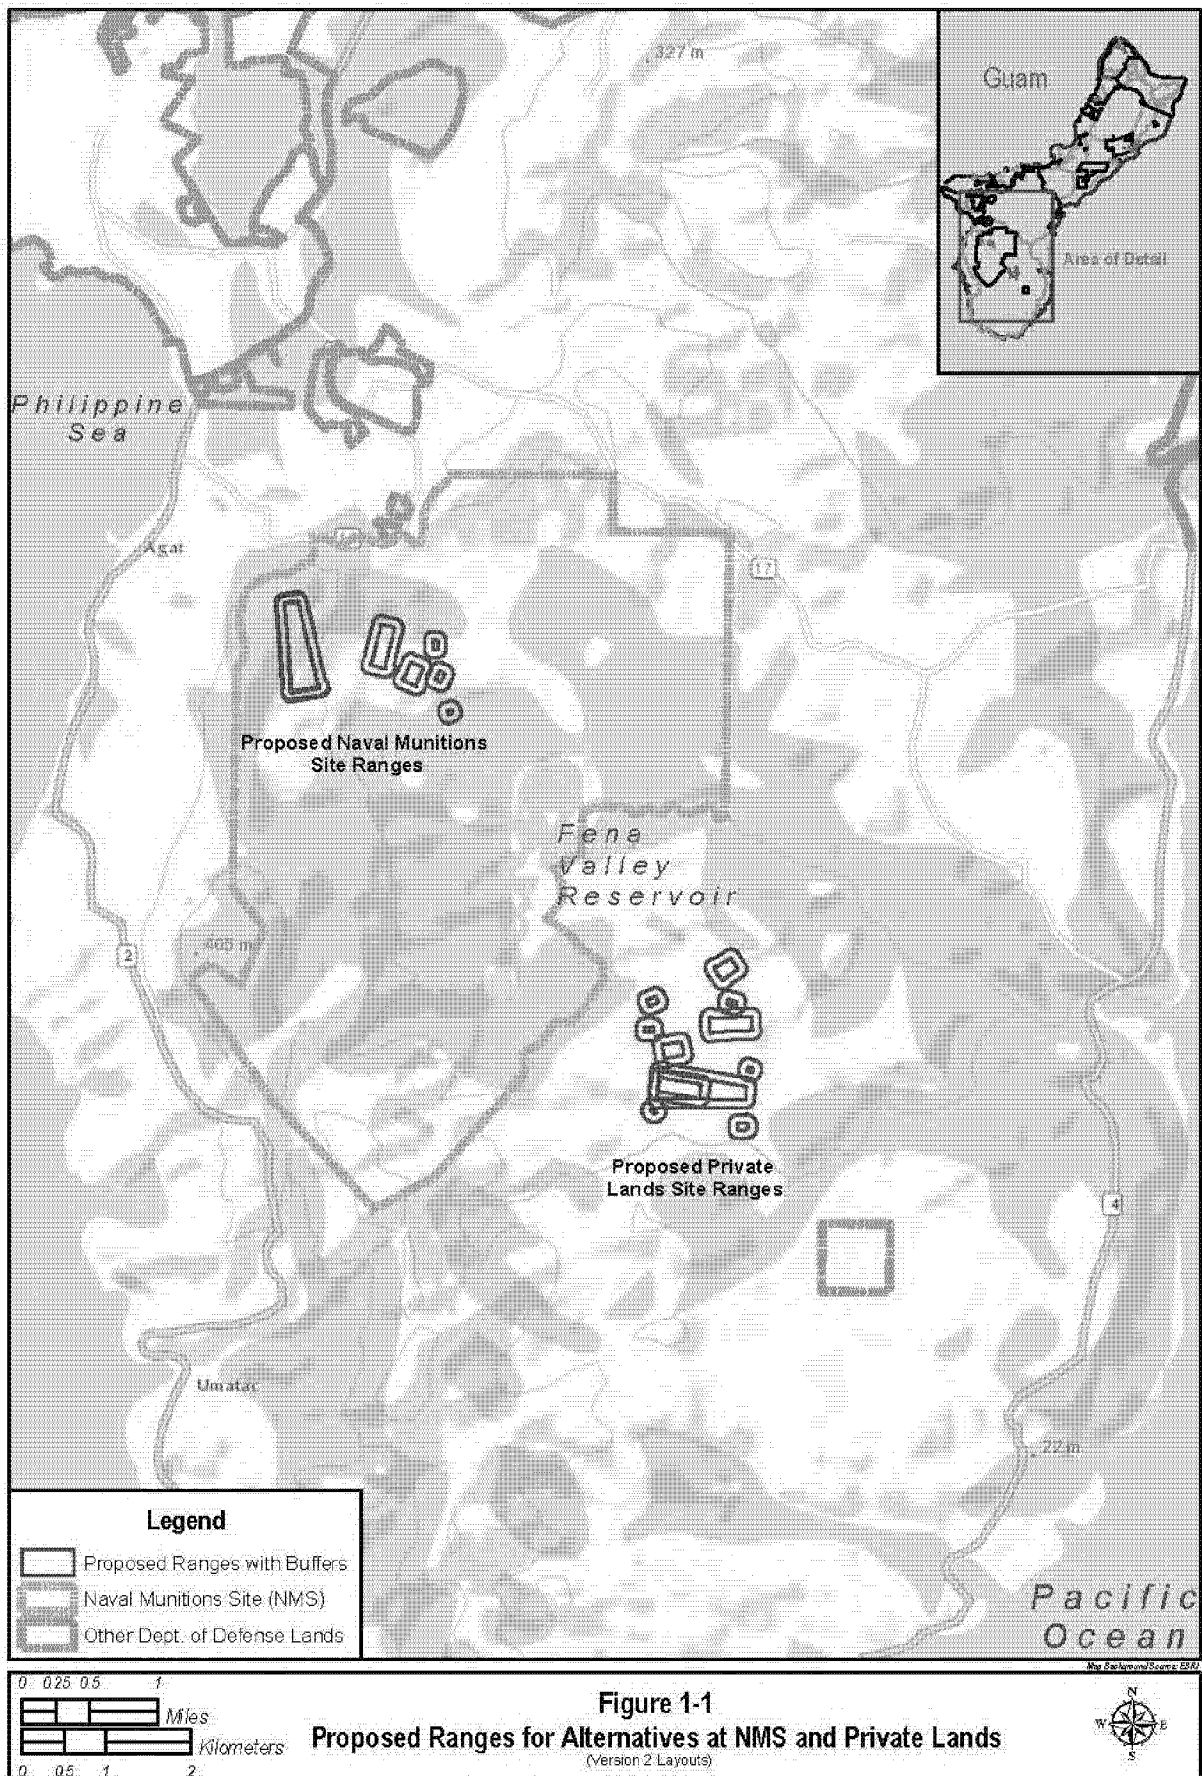 327 m
Guam
Area of Detail
Philippine
Sea
Agat
17
Proposed Naval Munitions
Site Ranges
Fena
Valley
Reservoir
405 m
2
Proposed Private
Lands Site Ranges
4
Umatac
22 m
Legend
Proposed Ranges with Buffers
Naval Munitions Site (NMS)
Other Dept. of Defense Lands
Pacific
Ocean
Map Background Source: ESRI
0 0.25 0.5 1
Miles
Kilometers
0 0.5 1 2
Figure 1-1
Proposed Ranges for Alternatives at NMS and Private Lands
(Version 2 Layouts)
N
W E
S